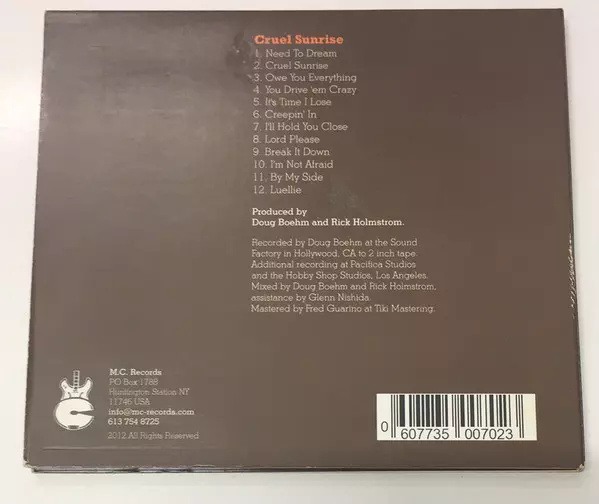 Cruel Sunrise
1. Need To Dream
2. Cruel Sunrise
3. Owe You Everything
4. You Drive 'em Crazy
5. It's Time I Lose
6. Creepin' In
7. I'll Hold You Close
8. Lord Please
9. Break It Down
10. I'm Not Afraid
11. By My Side
12. Luellie
Produced by
Doug Boehm and Rick Holmstrom.
Recorded by Doug Boehm at the Sound
Factory in Hollywood, CA to 2 inch tape.
Additional recording at Pacifica Studios
and the Hobby Shop Studios, Los Angeles.
Mixed by Doug Boehm and Rick Holmstrom,
assistance by Glenn Nishida.
Mastered by Fred Guarino at Tiki Mastering.
M.C. Records
PO Box 1788
Huntington Station NY
11746 USA
info@mc-records.com
613 754 8725
2012 All Rights Reserved
0 607735 007023